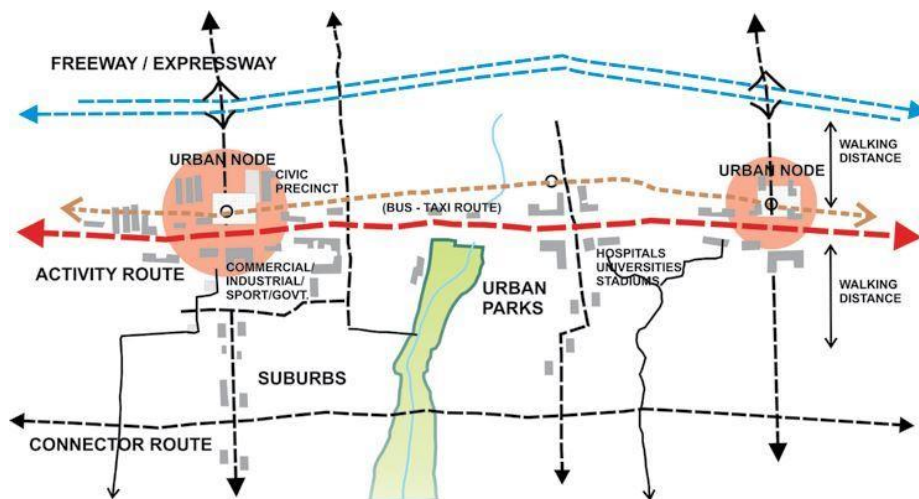 FREEWAY / EXPRESSWAY
URBAN NODE
CIVIC
PRECINCT
URBAN NODE
WALKING
DISTANCE
(BUS - TAXI ROUTE)
ACTIVITY ROUTE
COMMERCIAL/
INDUSTRIAL/
SPORT/GOVT.
URBAN
PARKS
HOSPITALS
UNIVERSITIES
STADIUMS
WALKING
DISTANCE
SUBURBS
CONNECTOR ROUTE